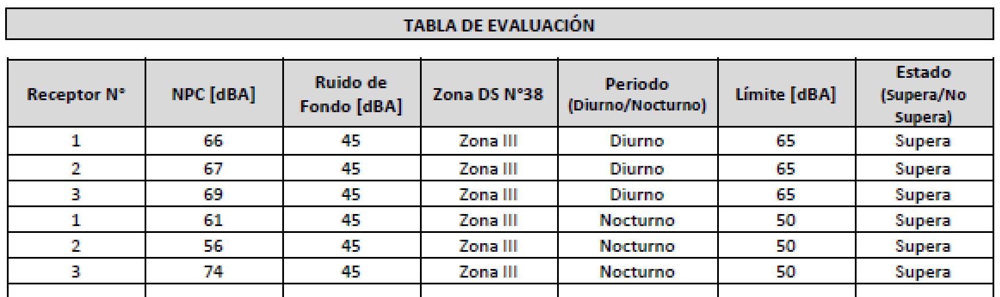 TABLA DE EVALUACIÓN
Receptor N° NPC [dBA] Ruido de Fondo [dBA] Zona DS N°38 Periodo (Diurno/Nocturno) Límite [dBA] Estado (Supera/No Supera)
1 66 45 Zona III Diurno 65 Supera
2 67 45 Zona III Diurno 65 Supera
3 69 45 Zona III Diurno 65 Supera
1 61 45 Zona III Nocturno 50 Supera
2 56 45 Zona III Nocturno 50 Supera
3 74 45 Zona III Nocturno 50 Supera